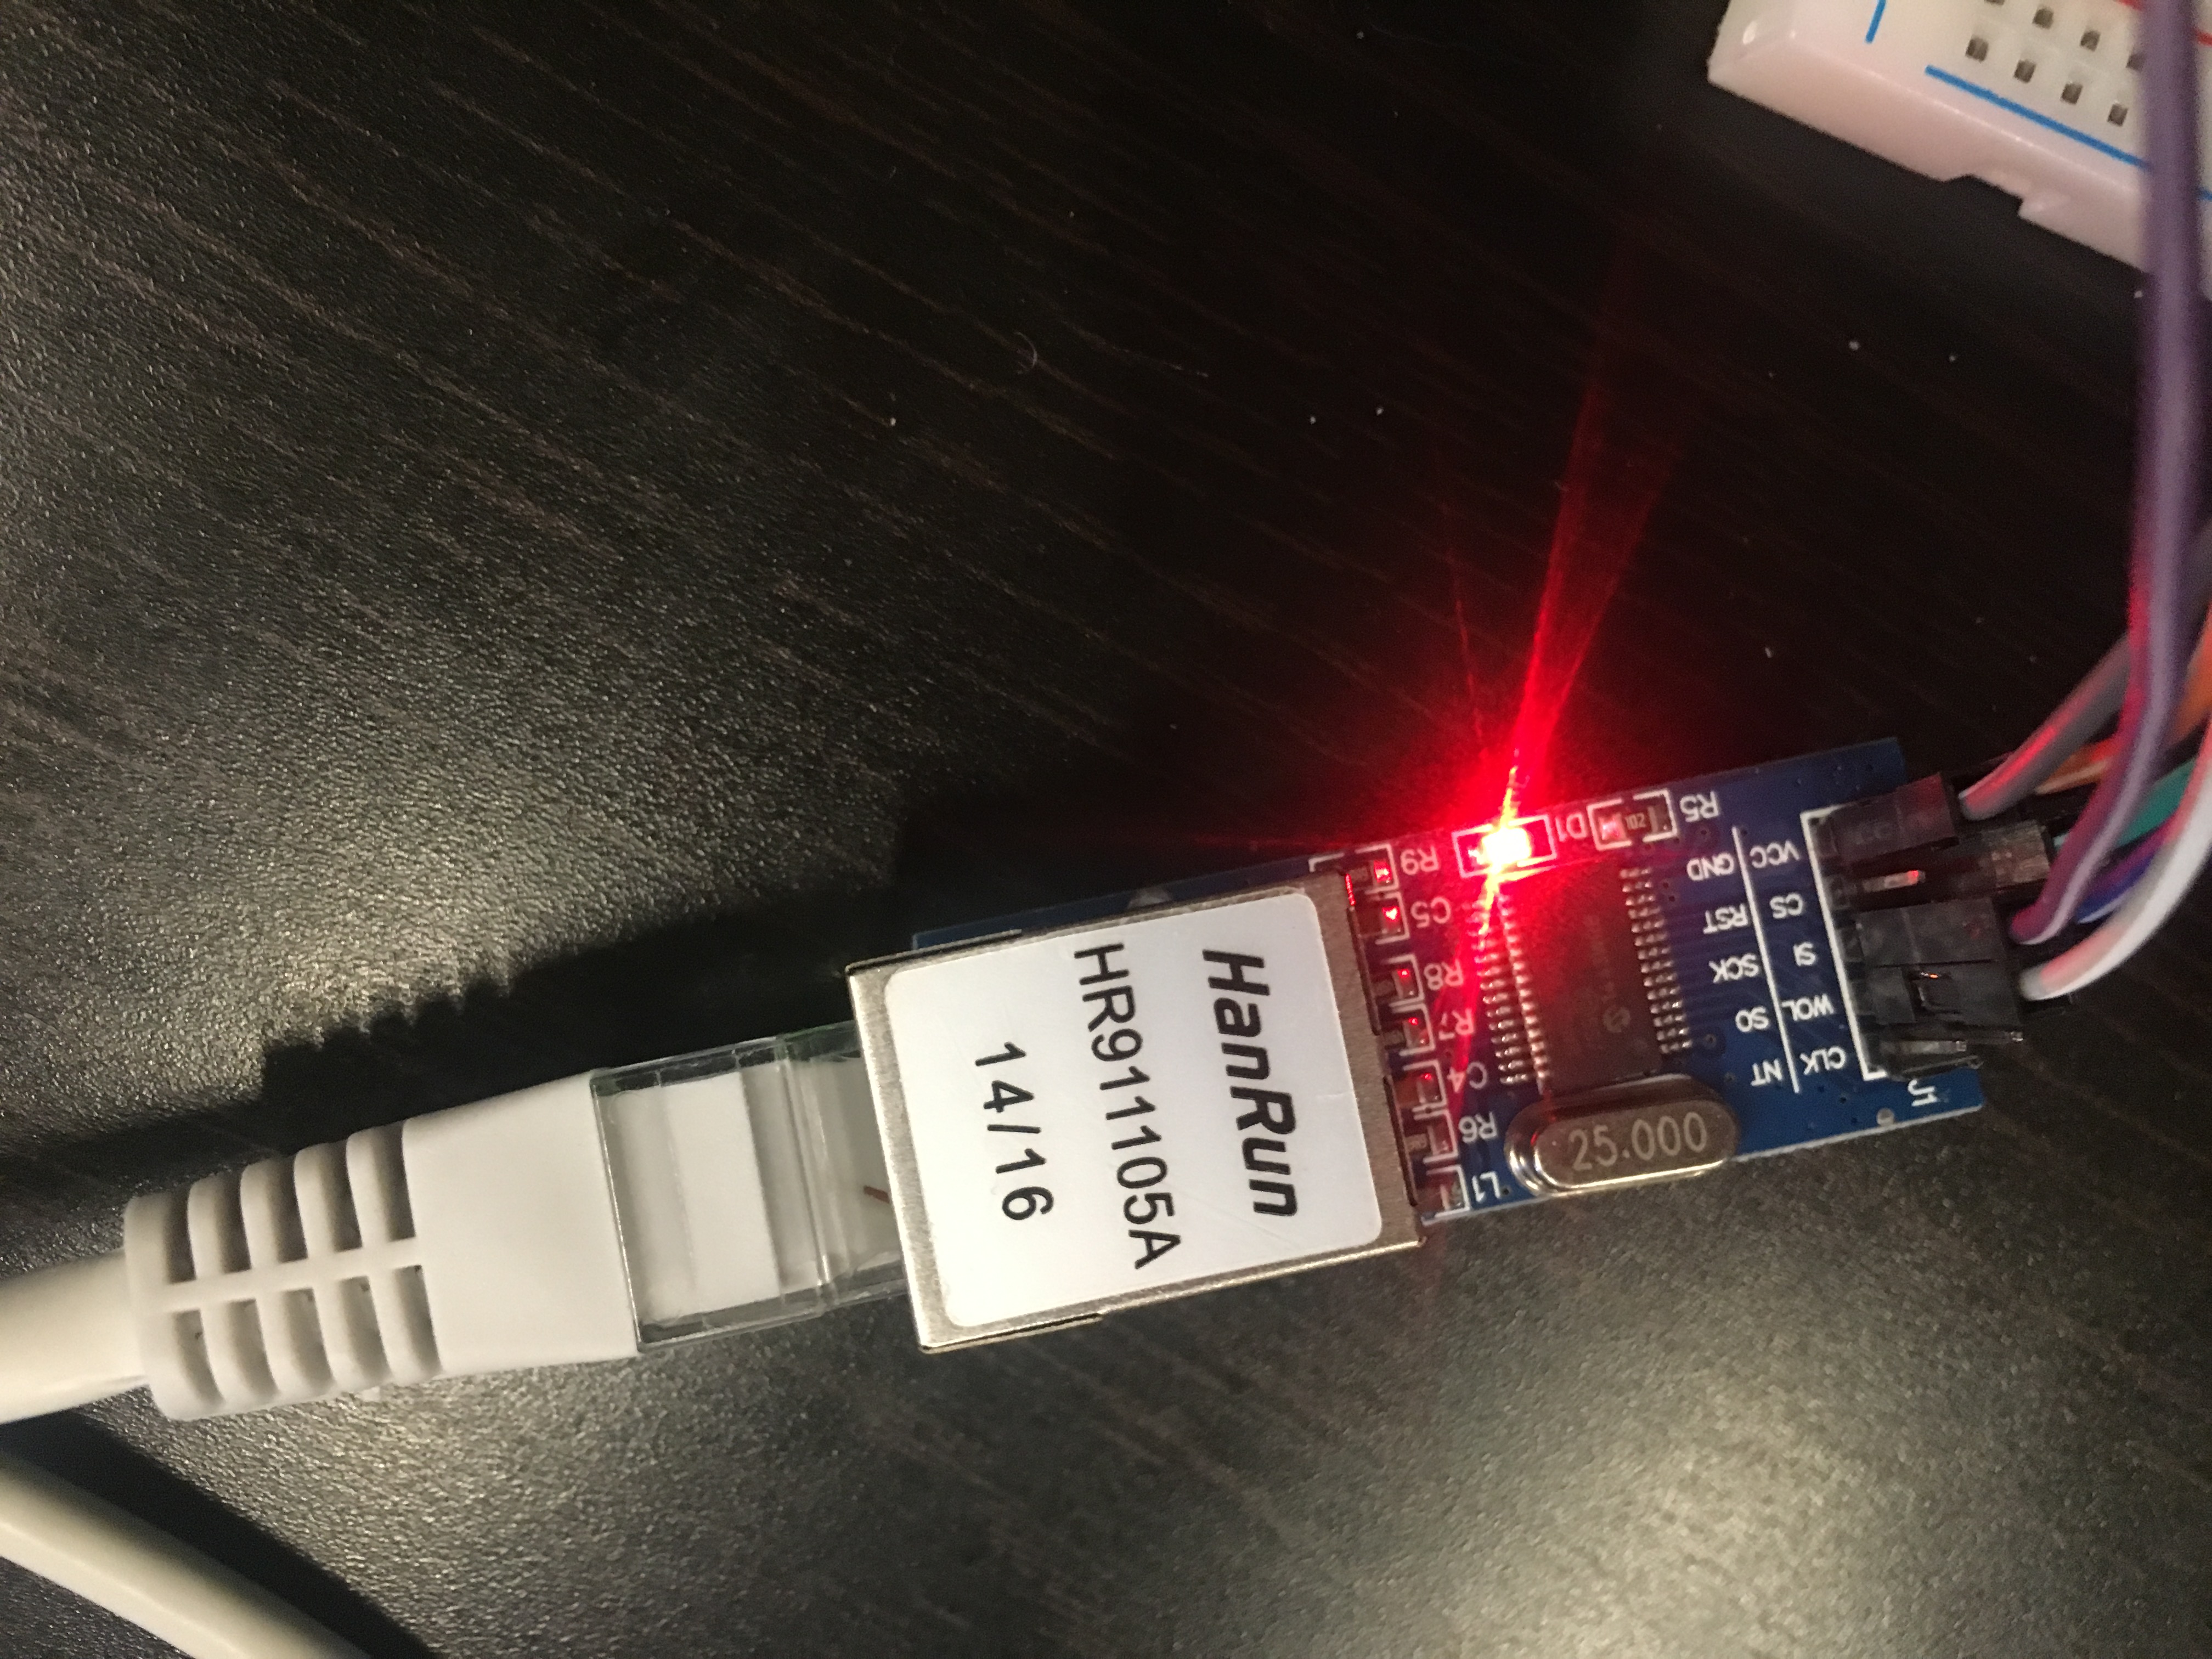 HanRun
HR911105A
14/16
R9
C5
R8
R7
C4
R6
L1
D1
R5
102
25.000
GND
RST
SCK
SO
NT
VCC
CS
SI
WOL
CLK